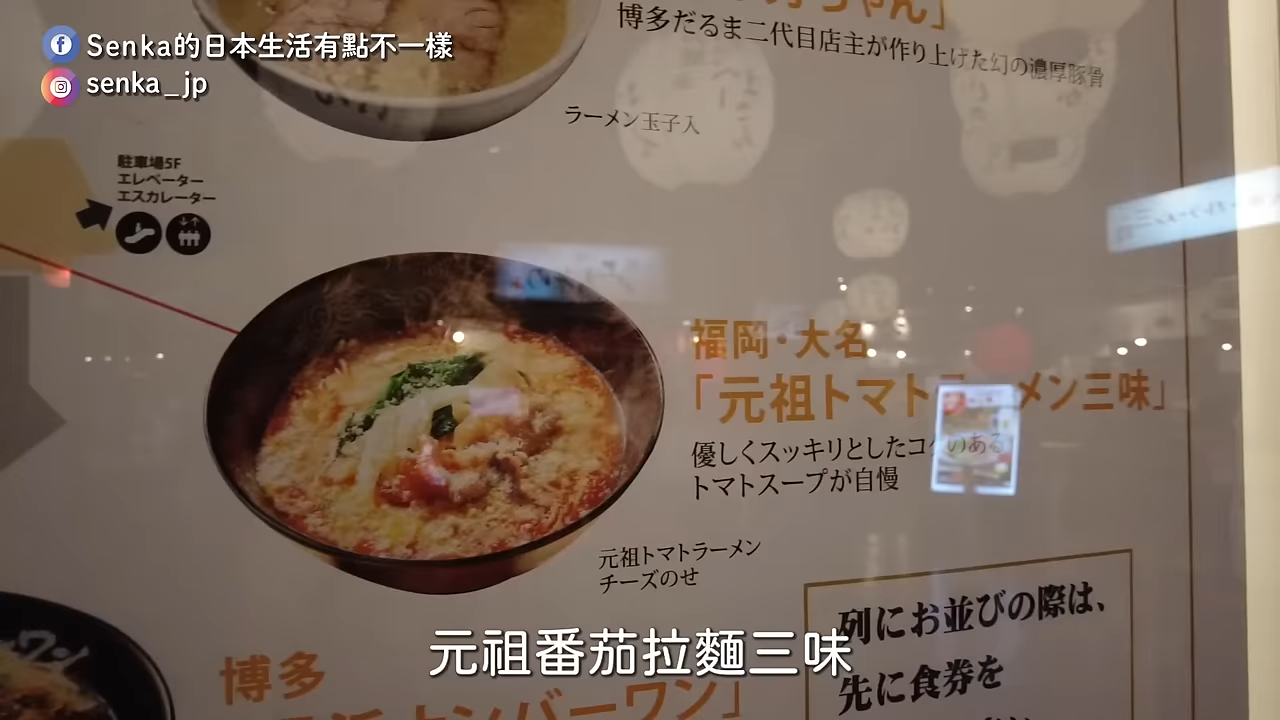 Senka的日本生活有點不一樣
senka_jp
博多だるま二代目店主が作り上げた幻の濃厚豚骨
ラーメン玉子入
駐車場5F
エレベーター
エスカレーター
福岡・大名
「元祖トマトラーメン三味」
優しくスッキリとしたコクのある
トマトスープが自慢
元祖トマトラーメン
チーズのせ
列にお並びの際は、
先に食券を
元祖番茄拉麵三味
博多
ンバーワン」